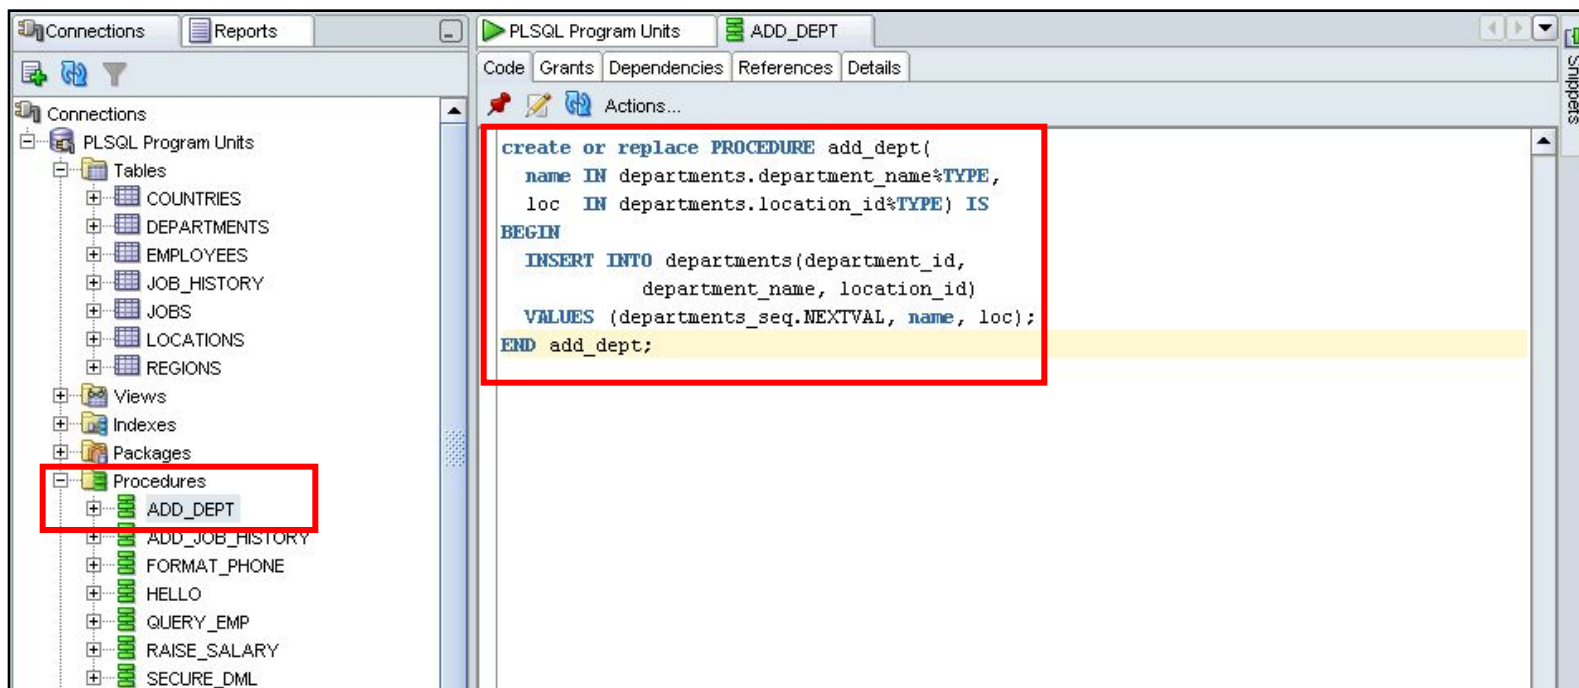 Connections Reports
Connections
PLSQL Program Units
Tables
COUNTRIES
DEPARTMENTS
EMPLOYEES
JOB_HISTORY
JOBS
LOCATIONS
REGIONS
Views
Indexes
Packages
Procedures
ADD_DEPT
ADD_JOB_HISTORY
FORMAT_PHONE
HELLO
QUERY_EMP
RAISE_SALARY
SECURE_DML
PLSQL Program Units ADD_DEPT
Code Grants Dependencies References Details
Actions...
create or replace PROCEDURE add_dept(
  name IN departments.department_name%TYPE,
  loc  IN departments.location_id%TYPE) IS
BEGIN
  INSERT INTO departments(department_id,
            department_name, location_id)
  VALUES (departments_seq.NEXTVAL, name, loc);
END add_dept;
Snippets